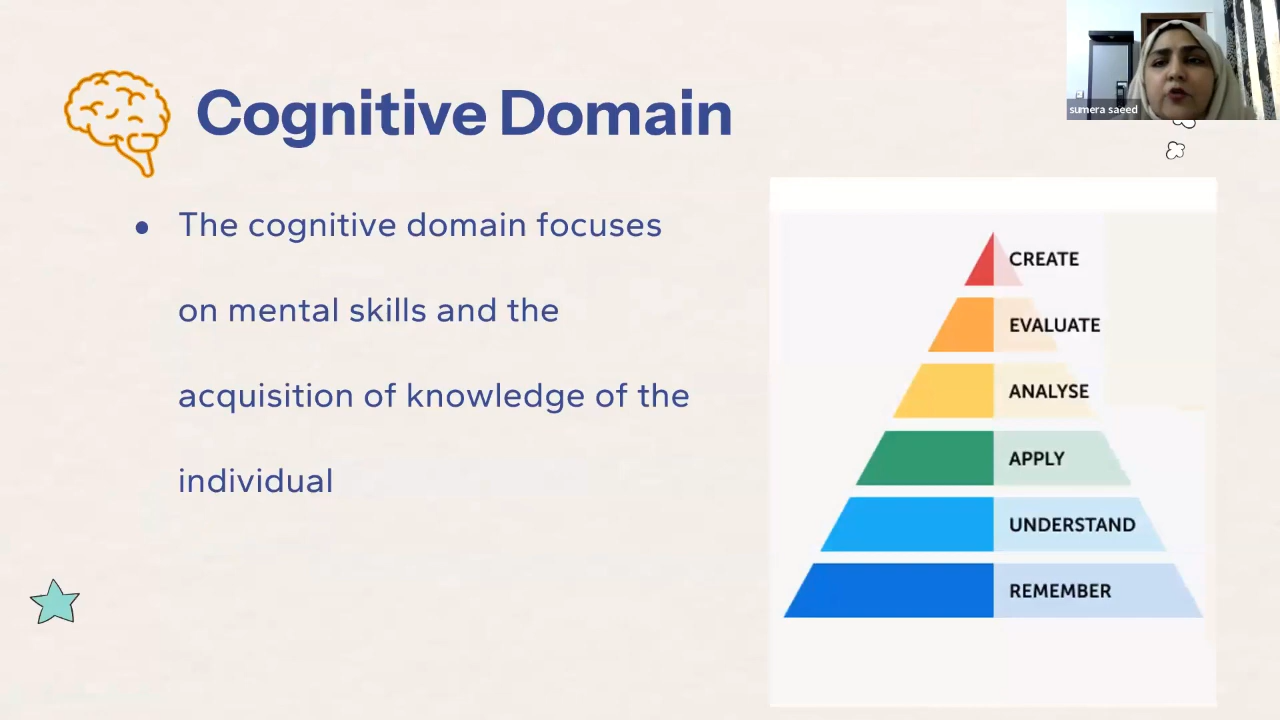 sumera saeed
Cognitive Domain
• The cognitive domain focuses
on mental skills and the
acquisition of knowledge of the
individual
CREATE
EVALUATE
ANALYSE
APPLY
UNDERSTAND
REMEMBER